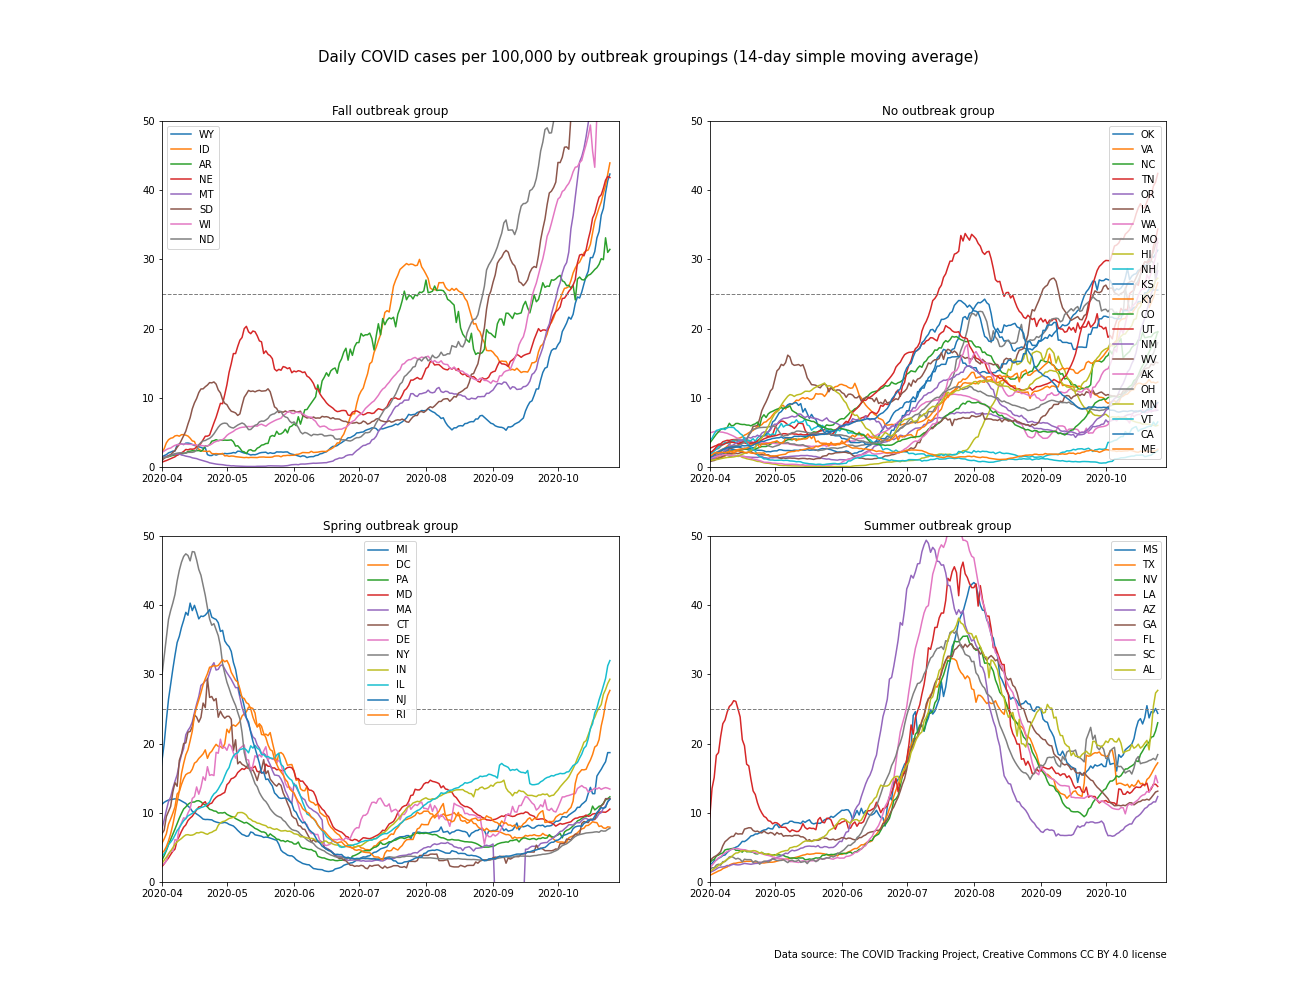 Daily COVID cases per 100,000 by outbreak groupings (14-day simple moving average)
Fall outbreak group
50
40
30
20
10
0
2020-04 2020-05 2020-06 2020-07 2020-08 2020-09 2020-10
WY
ID
AR
NE
MT
SD
WI
ND
No outbreak group
50
40
30
20
10
0
2020-04 2020-05 2020-06 2020-07 2020-08 2020-09 2020-10
OK
VA
NC
TN
OR
IA
WA
MO
HI
NH
KS
KY
CO
UT
NM
WV
AK
OH
MN
VT
CA
ME
Spring outbreak group
50
40
30
20
10
0
2020-04 2020-05 2020-06 2020-07 2020-08 2020-09 2020-10
MI
DC
PA
MD
MA
CT
DE
NY
IN
IL
NJ
RI
Summer outbreak group
50
40
30
20
10
0
2020-04 2020-05 2020-06 2020-07 2020-08 2020-09 2020-10
MS
TX
NV
LA
AZ
GA
FL
SC
AL
Data source: The COVID Tracking Project, Creative Commons CC BY 4.0 license